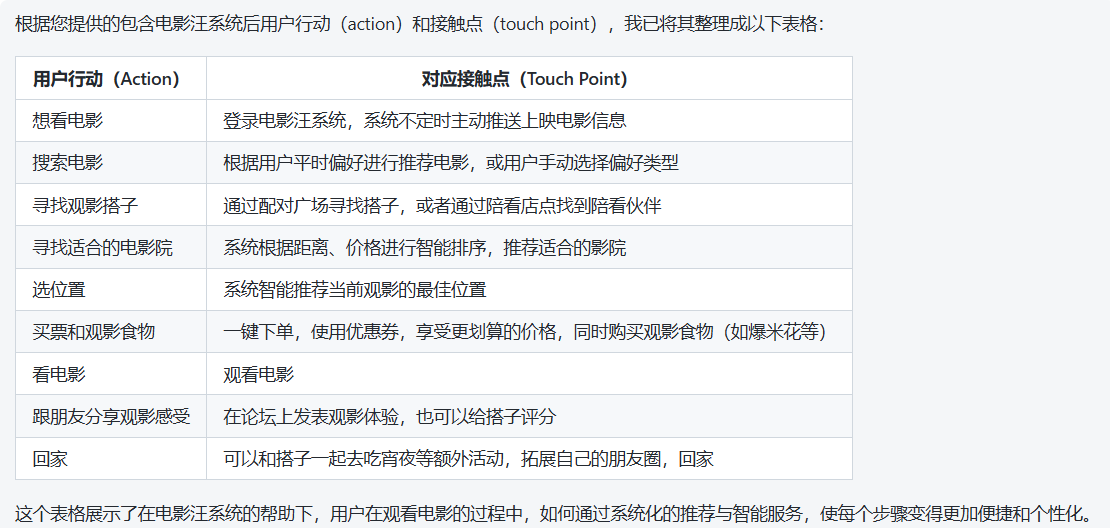 根据您提供的包含电影汪系统后用户行动（action）和接触点（touch point），我已将其整理成以下表格：
用户行动（Action） 对应接触点（Touch Point）
想看电影 登录电影汪系统，系统不定时主动推送上映电影信息
搜索电影 根据用户平时偏好进行推荐电影，或用户手动选择偏好类型
寻找观影搭子 通过配对广场寻找搭子，或者通过陪看店点找到陪看伙伴
寻找适合的电影院 系统根据距离、价格进行智能排序，推荐适合的影院
选位置 系统智能推荐当前观影的最佳位置
买票和观影食物 一键下单，使用优惠券，享受更划算的价格，同时购买观影食物（如爆米花等）
看电影 观看电影
跟朋友分享观影感受 在论坛上发表观影体验，也可以给搭子评分
回家 可以和搭子一起去吃宵夜等额外活动，拓展自己的朋友圈，回家
这个表格展示了在电影汪系统的帮助下，用户在观看电影的过程中，如何通过系统化的推荐与智能服务，使每个步骤变得更加便捷和个性化。